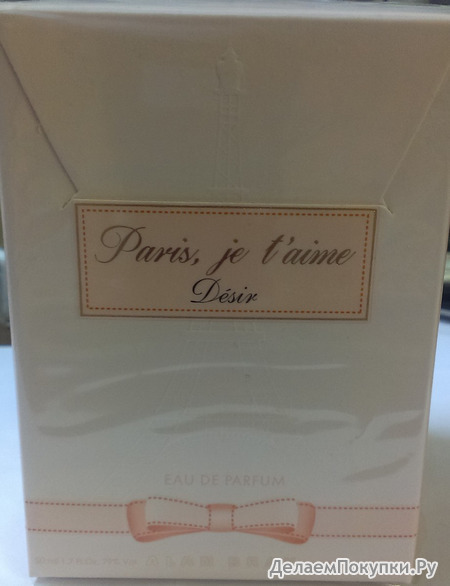 Paris, je t'aime
Désir
EAU DE PARFUM
ДелаемПокупки.Ру